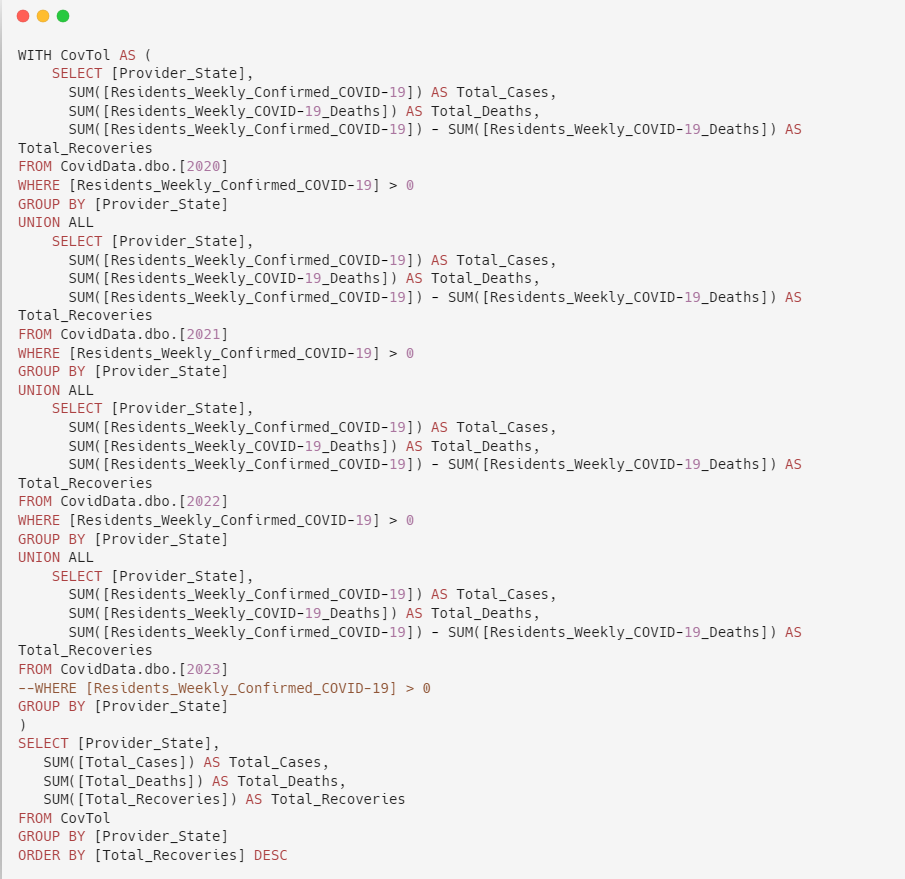 WITH CovTol AS (
    SELECT [Provider_State],
      SUM([Residents_Weekly_Confirmed_COVID-19]) AS Total_Cases,
      SUM([Residents_Weekly_COVID-19_Deaths]) AS Total_Deaths,
      SUM([Residents_Weekly_Confirmed_COVID-19]) - SUM([Residents_Weekly_COVID-19_Deaths]) AS
Total_Recoveries
FROM CovidData.dbo.[2020]
WHERE [Residents_Weekly_Confirmed_COVID-19] > 0
GROUP BY [Provider_State]
UNION ALL
    SELECT [Provider_State],
      SUM([Residents_Weekly_Confirmed_COVID-19]) AS Total_Cases,
      SUM([Residents_Weekly_COVID-19_Deaths]) AS Total_Deaths,
      SUM([Residents_Weekly_Confirmed_COVID-19]) - SUM([Residents_Weekly_COVID-19_Deaths]) AS
Total_Recoveries
FROM CovidData.dbo.[2021]
WHERE [Residents_Weekly_Confirmed_COVID-19] > 0
GROUP BY [Provider_State]
UNION ALL
    SELECT [Provider_State],
      SUM([Residents_Weekly_Confirmed_COVID-19]) AS Total_Cases,
      SUM([Residents_Weekly_COVID-19_Deaths]) AS Total_Deaths,
      SUM([Residents_Weekly_Confirmed_COVID-19]) - SUM([Residents_Weekly_COVID-19_Deaths]) AS
Total_Recoveries
FROM CovidData.dbo.[2022]
WHERE [Residents_Weekly_Confirmed_COVID-19] > 0
GROUP BY [Provider_State]
UNION ALL
    SELECT [Provider_State],
      SUM([Residents_Weekly_Confirmed_COVID-19]) AS Total_Cases,
      SUM([Residents_Weekly_COVID-19_Deaths]) AS Total_Deaths,
      SUM([Residents_Weekly_Confirmed_COVID-19]) - SUM([Residents_Weekly_COVID-19_Deaths]) AS
Total_Recoveries
FROM CovidData.dbo.[2023]
--WHERE [Residents_Weekly_Confirmed_COVID-19] > 0
GROUP BY [Provider_State]
)
SELECT [Provider_State],
   SUM([Total_Cases]) AS Total_Cases,
   SUM([Total_Deaths]) AS Total_Deaths,
   SUM([Total_Recoveries]) AS Total_Recoveries
FROM CovTol
GROUP BY [Provider_State]
ORDER BY [Total_Recoveries] DESC